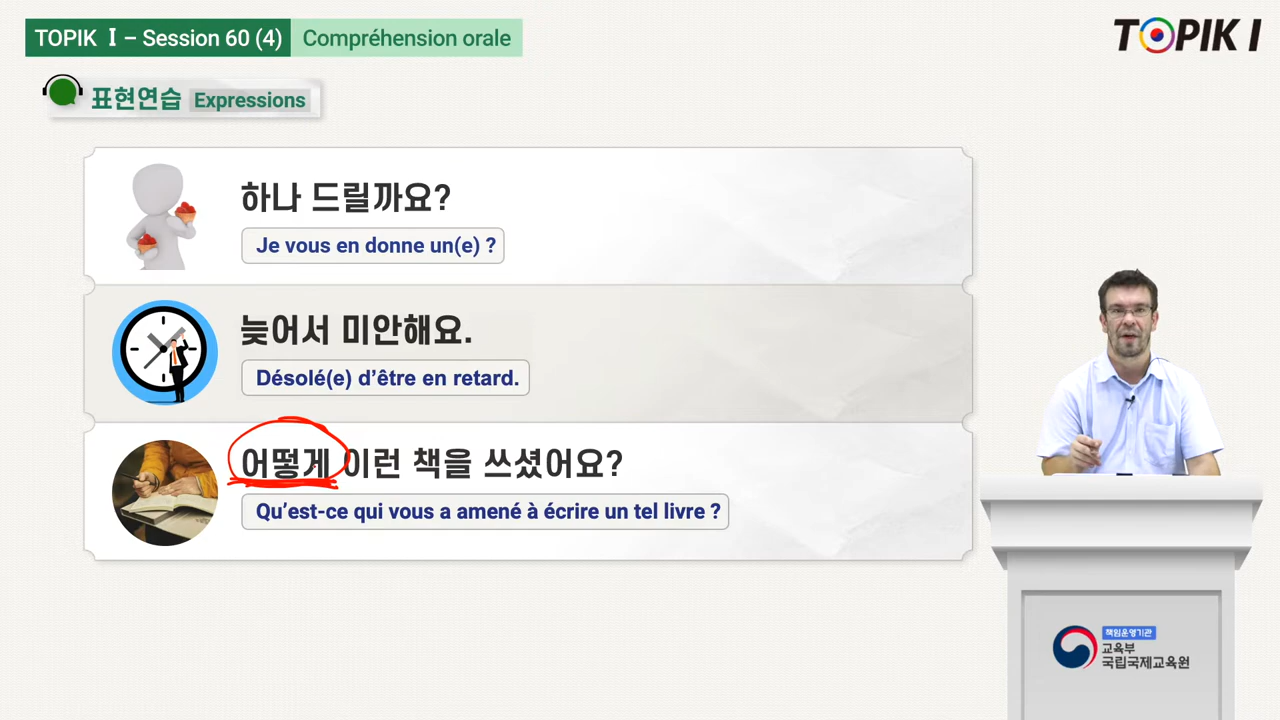 TOPIK Ⅰ – Session 60 (4) Compréhension orale
TOPIK I
표현연습 Expressions
하나 드릴까요?
Je vous en donne un(e) ?
늦어서 미안해요.
Désolé(e) d’être en retard.
어떻게 이런 책을 쓰셨어요?
Qu’est-ce qui vous a amené à écrire un tel livre ?
책임운영기관
교육부
국립국제교육원